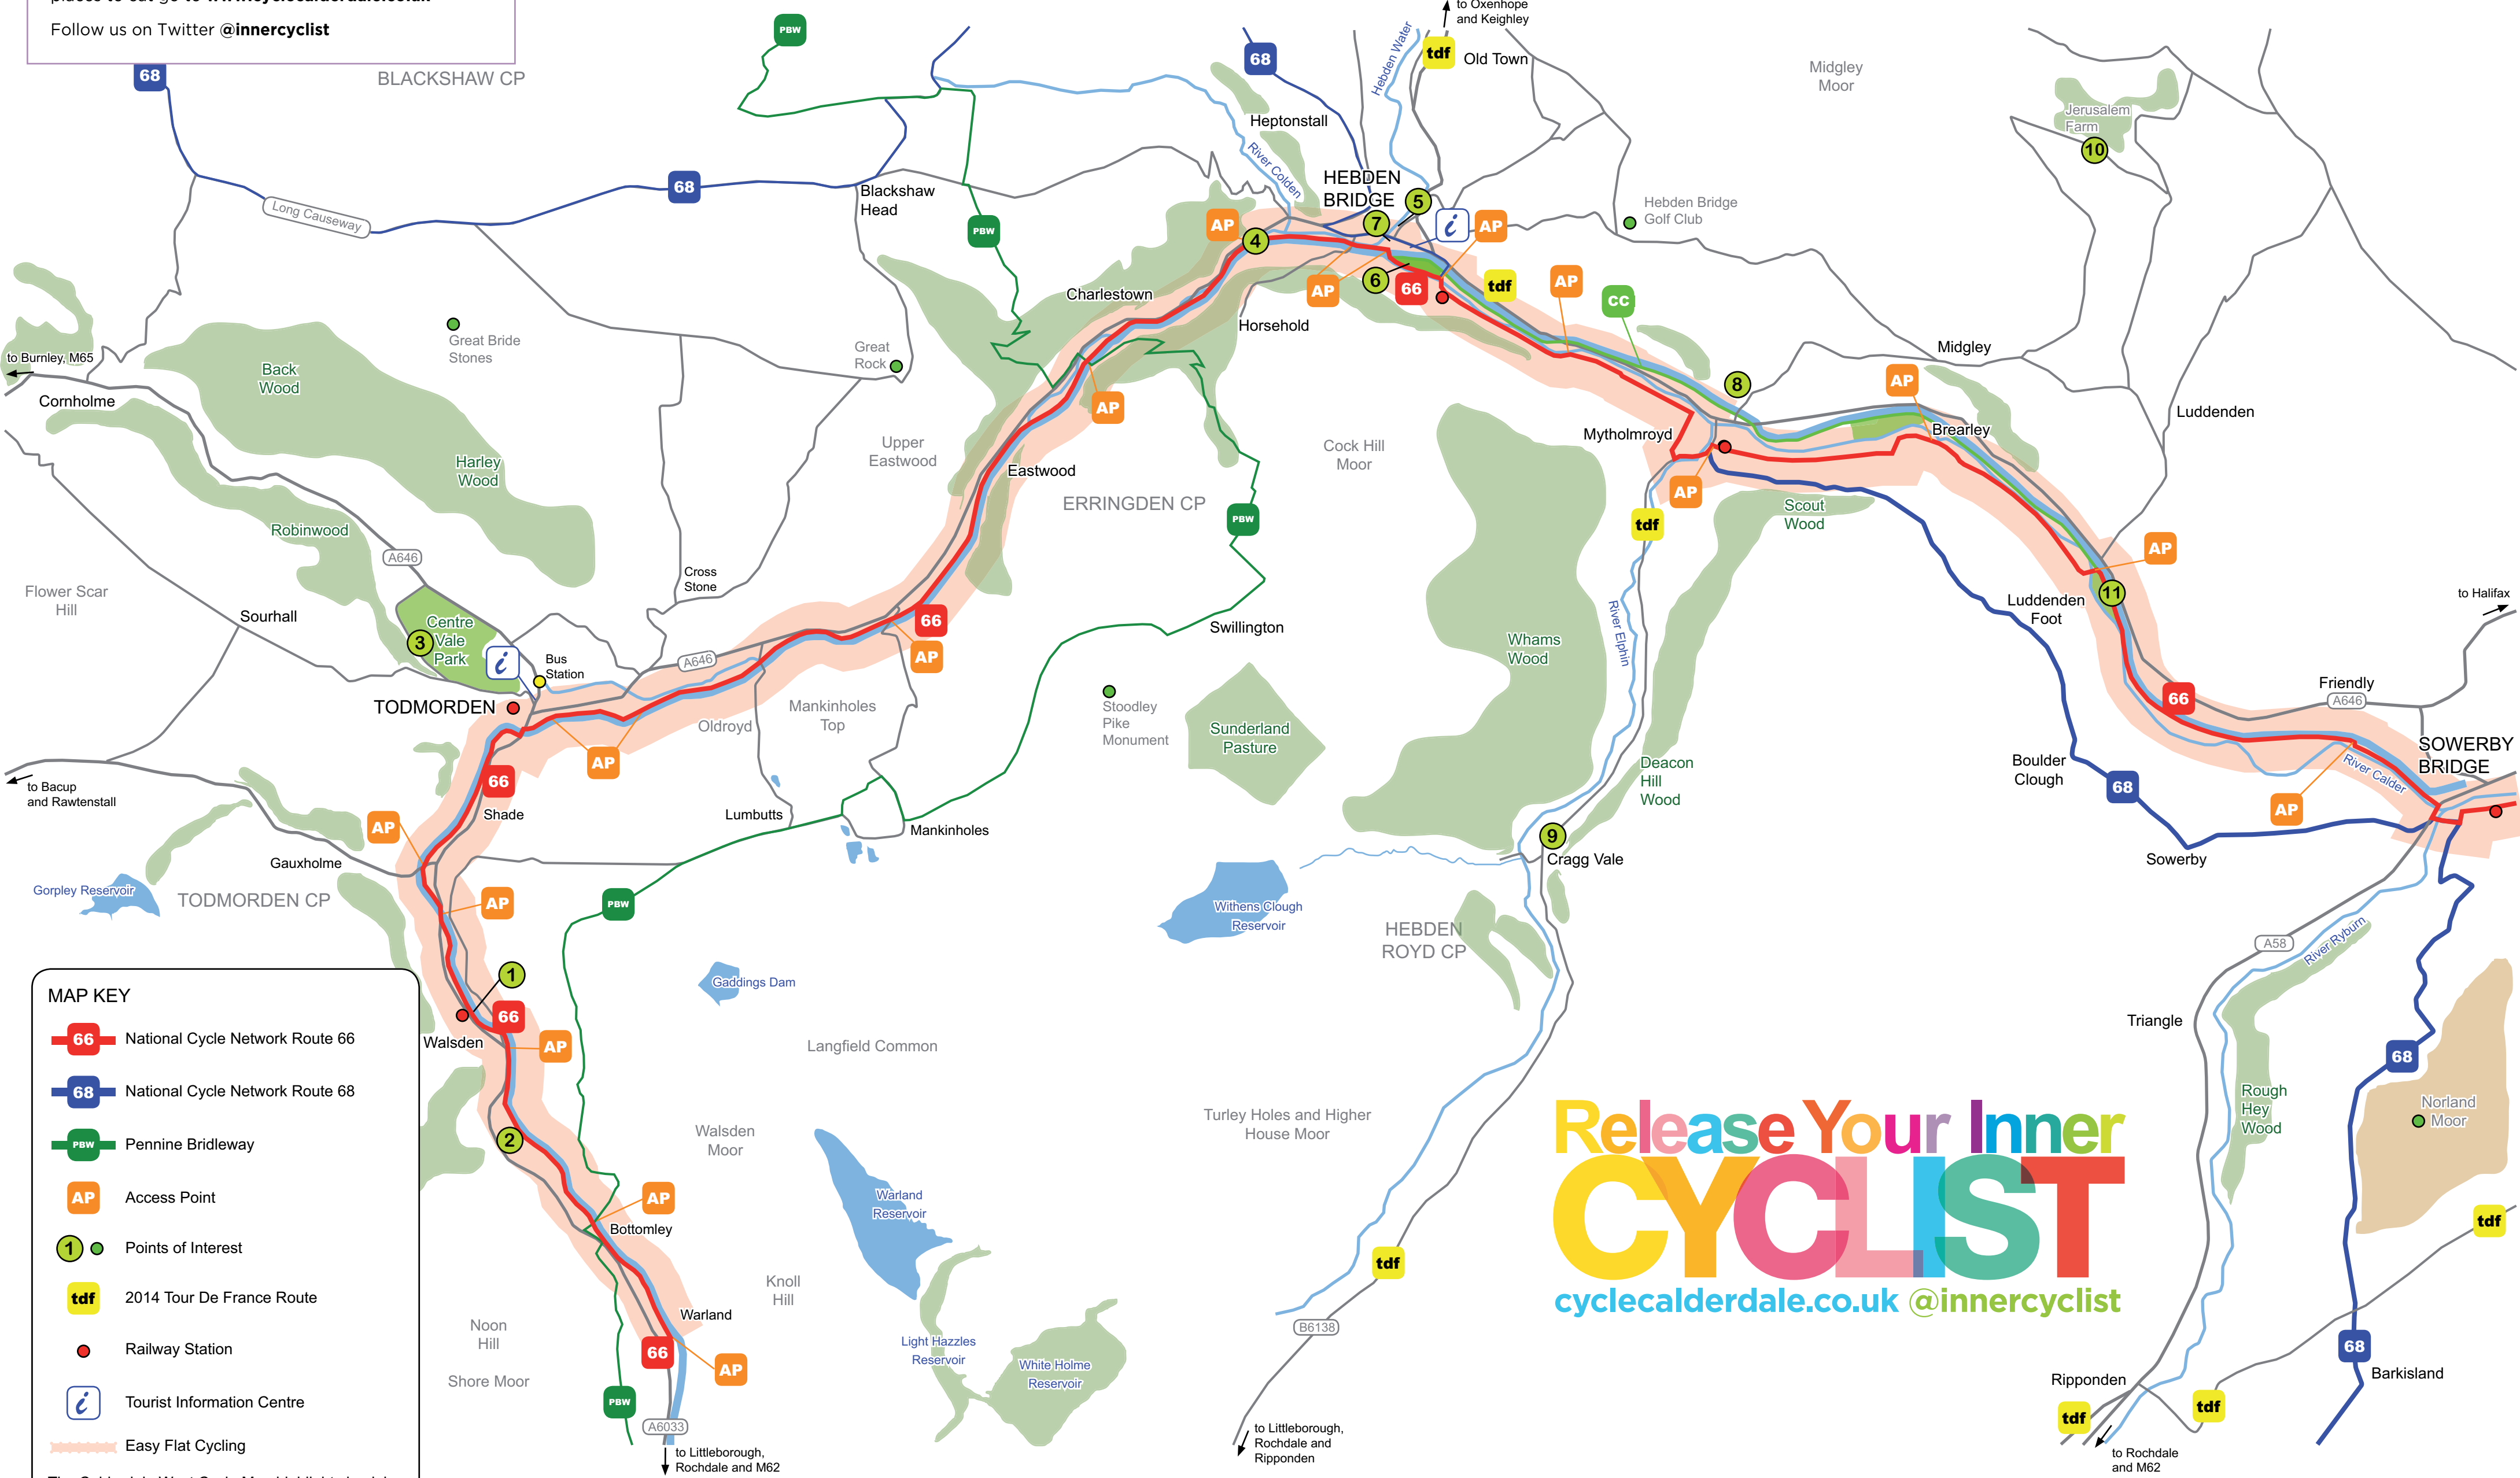 Follow us on Twitter @innercyclist
68
BLACKSHAW CP
PBW
68
to Oxenhope
and Keighley
tdf
Old Town
Hebden Water
Midgley
Moor
Jerusalem
Farm
10
Heptonstall
River Colden
HEBDEN
BRIDGE
5
7
i
AP
Hebden Bridge
Golf Club
68
Long Causeway
Blackshaw
Head
PBW
AP
4
AP
6
66
tdf
AP
CC
Charlestown
Horsehold
Great Bride
Stones
Great
Rock
to Burnley, M65
Cornholme
Back
Wood
Harley
Wood
Robinwood
A646
AP
Upper
Eastwood
Eastwood
ERRINGDEN CP
Cock Hill
Moor
PBW
Midgley
8
AP
Luddenden
Mytholmroyd
Brearley
AP
tdf
Scout
Wood
AP
11
Luddenden
Foot
to Halifax
Flower Scar
Hill
Sourhall
Cross
Stone
Centre
Vale
Park
3
i
Bus
Station
TODMORDEN
A646
66
AP
Swillington
River Elphin
Whams
Wood
Oldroyd
Mankinholes
Top
Stoodley
Pike
Monument
Sunderland
Pasture
Deacon
Hill
Wood
66
Friendly
A646
SOWERBY
BRIDGE
River Calder
Boulder
Clough
68
AP
Sowerby
to Bacup
and Rawtenstall
66
AP
Shade
AP
Lumbutts
Mankinholes
Gauxholme
9
Cragg Vale
Gorpley Reservoir
TODMORDEN CP
AP
PBW
Withens Clough
Reservoir
HEBDEN
ROYD CP
A58
River Ryburn
1
Gaddings Dam
66
Walsden
AP
Langfield Common
Triangle
68
2
Walsden
Moor
Turley Holes and Higher
House Moor
Rough
Hey
Wood
Norland
Moor
AP
Bottomley
Warland
Reservoir
tdf
tdf
Knoll
Hill
Warland
Noon
Hill
66
AP
Shore Moor
Light Hazzles
Reservoir
White Holme
Reservoir
B6138
PBW
A6033
to Littleborough,
Rochdale and M62
to Littleborough,
Rochdale and
Ripponden
68
Ripponden
Barkisland
tdf
tdf
to Rochdale
and M62
Release Your Inner
CYCLIST
cyclecalderdale.co.uk @innercyclist
MAP KEY
66 National Cycle Network Route 66
68 National Cycle Network Route 68
PBW Pennine Bridleway
AP Access Point
1 Points of Interest
tdf 2014 Tour De France Route
Railway Station
i Tourist Information Centre
Easy Flat Cycling